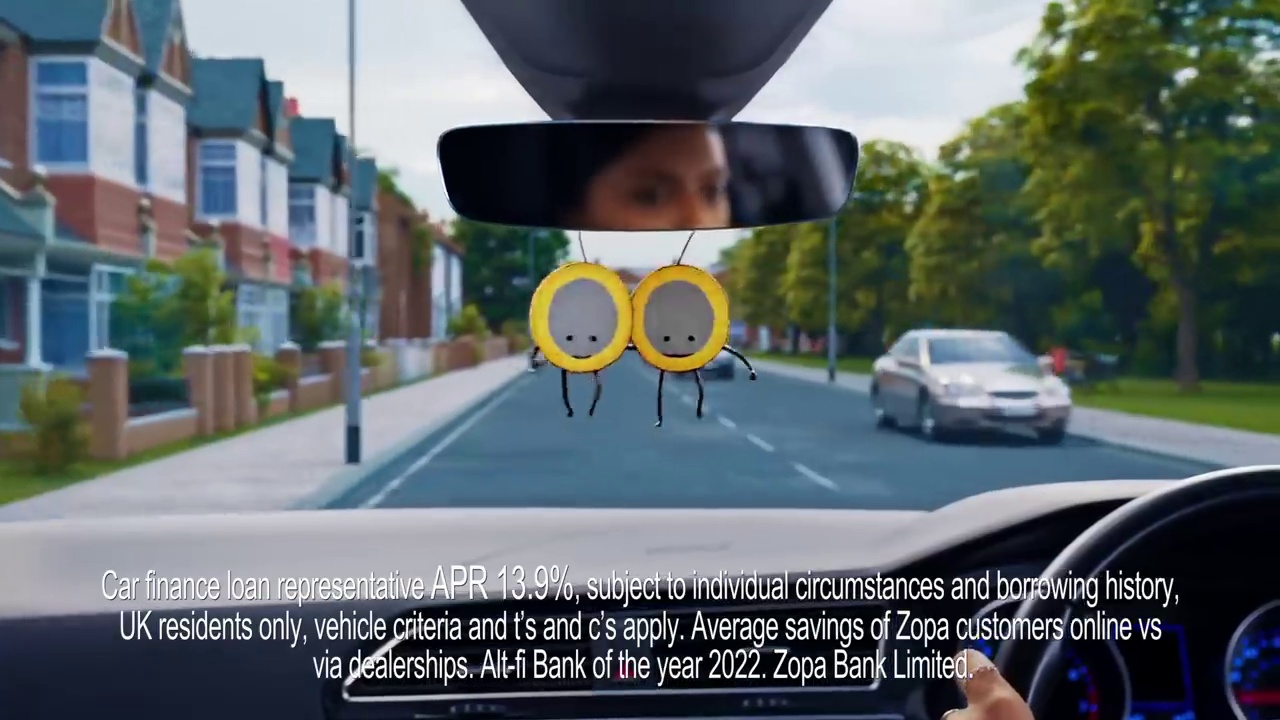 Car finance loan representative APR 13.9%, subject to individual circumstances and borrowing history,
UK residents only, vehicle criteria and t's and c's apply. Average savings of Zopa customers online vs
via dealerships. Alt-fi Bank of the year 2022. Zopa Bank Limited.